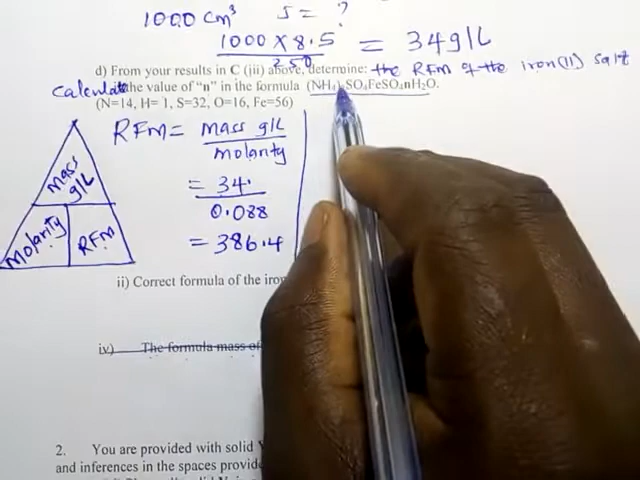 1000 cm³ S = ?
1000 x 8.5 = 34g/L
250
d) From your results in C (iii) above, determine: the RFM of the iron(II) salt
Calculate the value of "n" in the formula (NH₄)₂SO₄FeSO₄nH₂O.
(N=14, H= 1, S=32, O=16, Fe=56)
RFM = mass g/L
molarity
= 34.
0.088
= 386.4
mass g/L
Molarity
RFM
ii) Correct formula of the iro
iv) The formula mass of
2. You are provided with solid
and inferences in the spaces provid